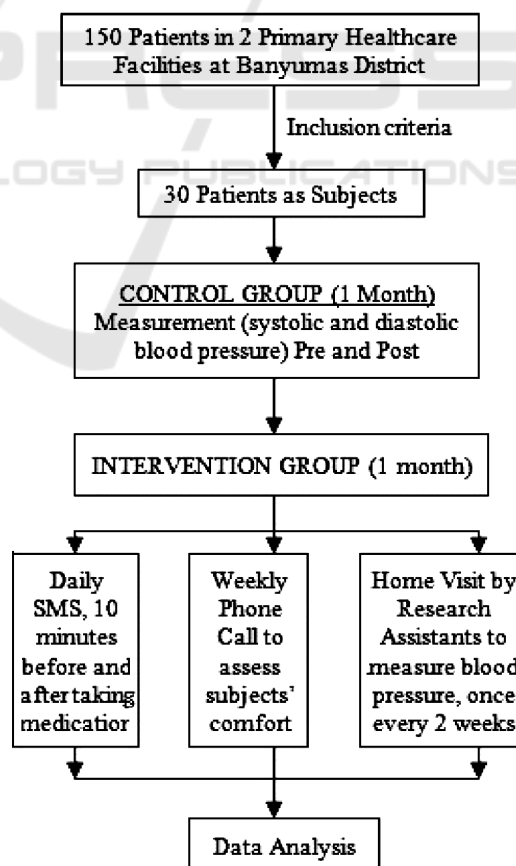 150 Patients in 2 Primary Healthcare
Facilities at Banyumas District
Inclusion criteria
30 Patients as Subjects
CONTROL GROUP (1 Month)
Measurement (systolic and diastolic
blood pressure) Pre and Post
INTERVENTION GROUP (1 month)
Daily
SMS, 10
minutes
before and
after taking
medication
Weekly
Phone
Call to
assess
subjects'
comfort
Home Visit by
Research
Assistants to
measure blood
pressure, once
every 2 weeks
Data Analysis
LOGY PUBLICATIONS